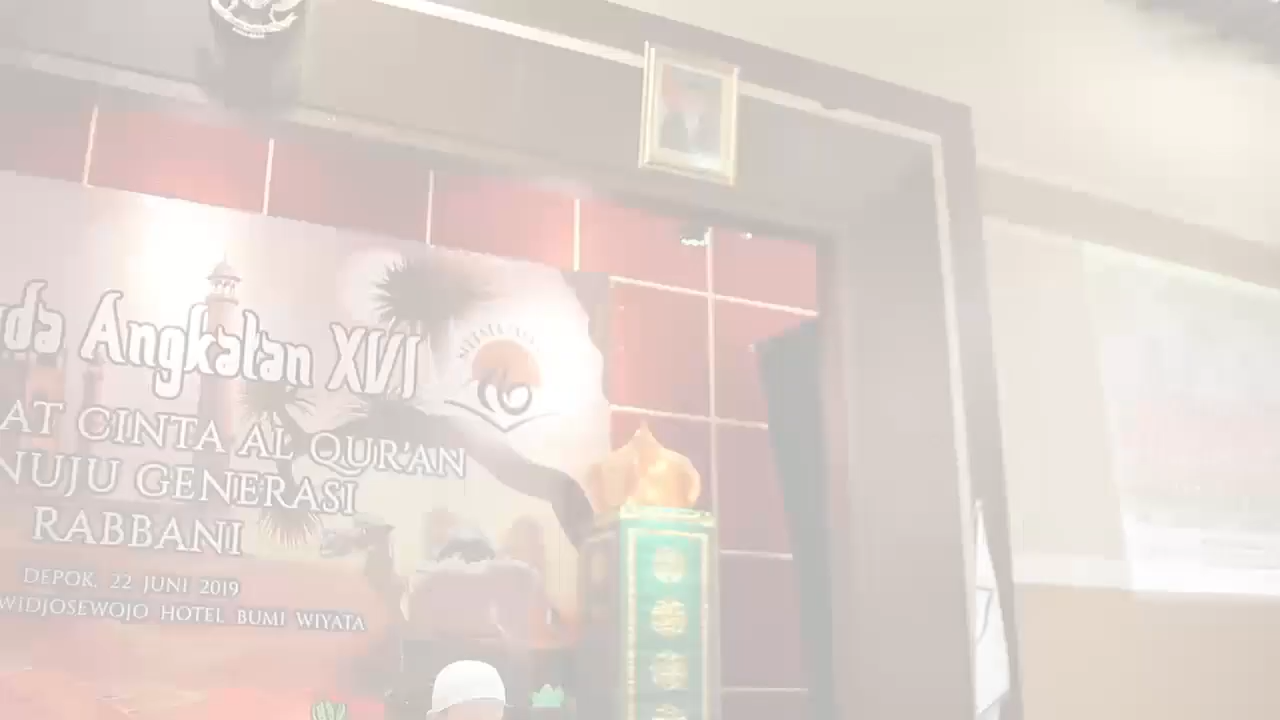 Angkatan XVI
AT CINTA AL QUR'AN
NUJU GENERASI
RABBANI
DEPOK, 22 JUNI 2019
WIDJOSEWOJO HOTEL BUMI WIYATA